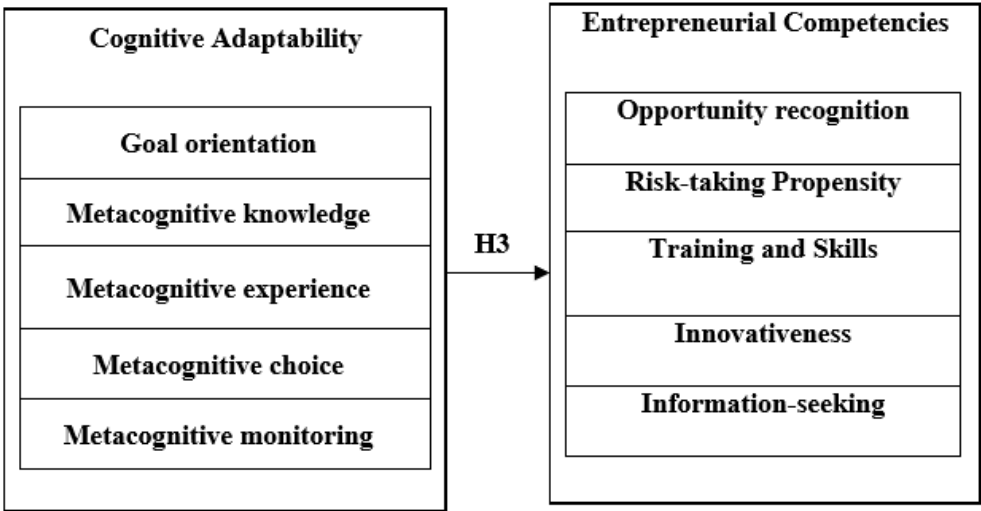 Cognitive Adaptability
Goal orientation
Metacognitive knowledge
Metacognitive experience
Metacognitive choice
Metacognitive monitoring
H3
Entrepreneurial Competencies
Opportunity recognition
Risk-taking Propensity
Training and Skills
Innovativeness
Information-seeking